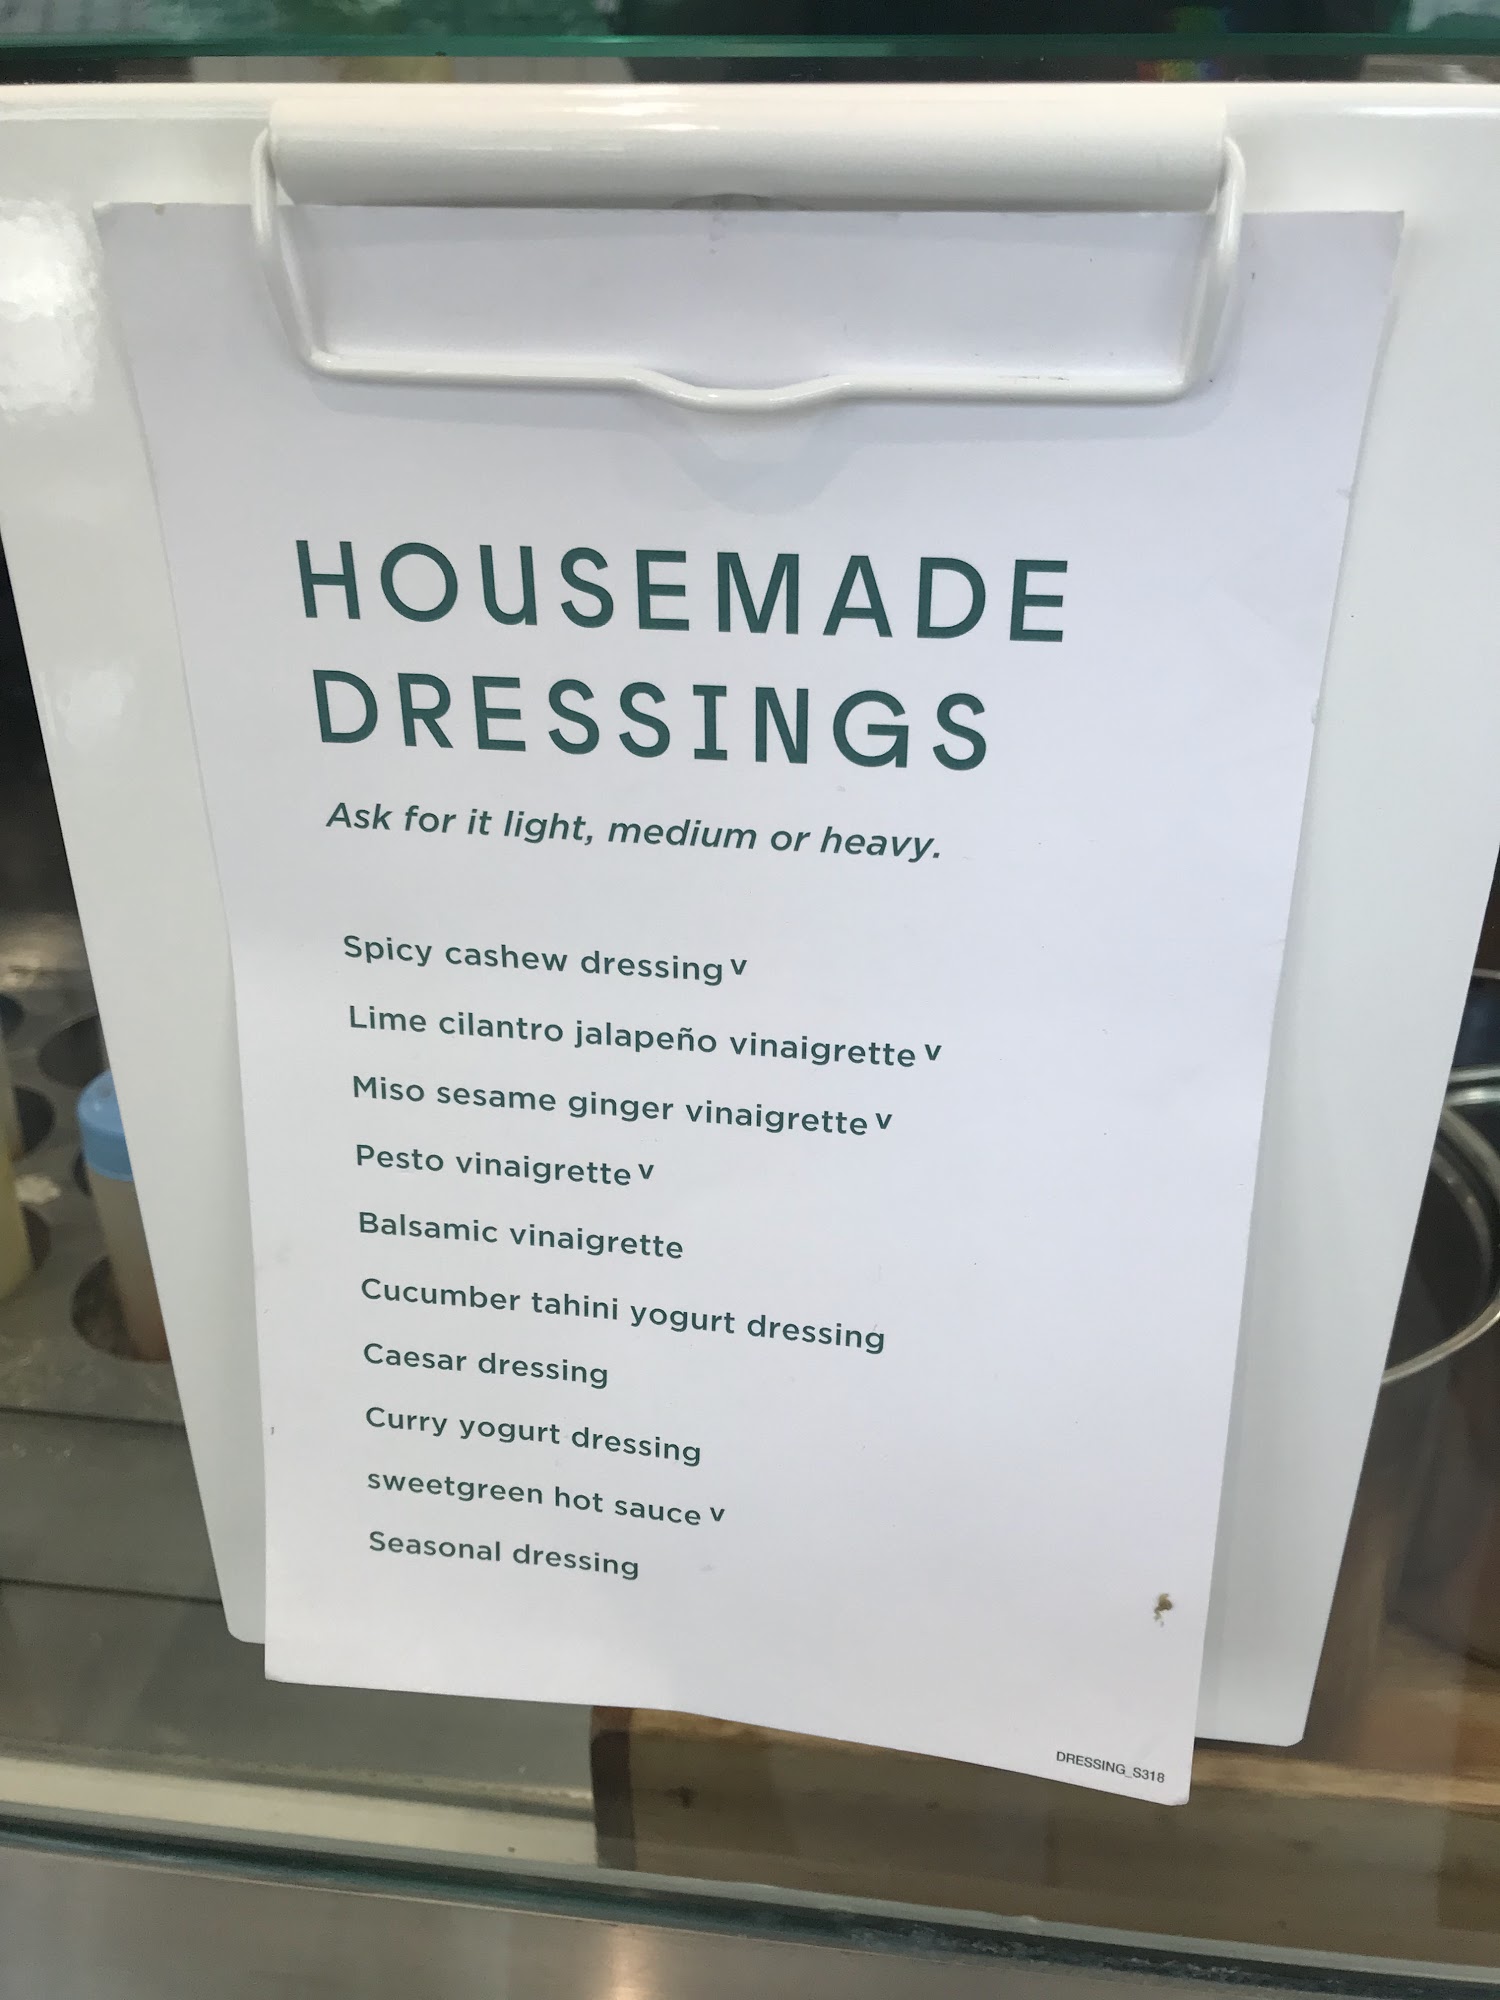 HOUSEMADE
DRESSINGS
Ask for it light, medium or heavy.
Spicy cashew dressing V
Lime cilantro jalapeño vinaigrette V
Miso sesame ginger vinaigrette V
Pesto vinaigrette V
Balsamic vinaigrette
Cucumber tahini yogurt dressing
Caesar dressing
Curry yogurt dressing
sweetgreen hot sauce V
Seasonal dressing
DRESSING_S318